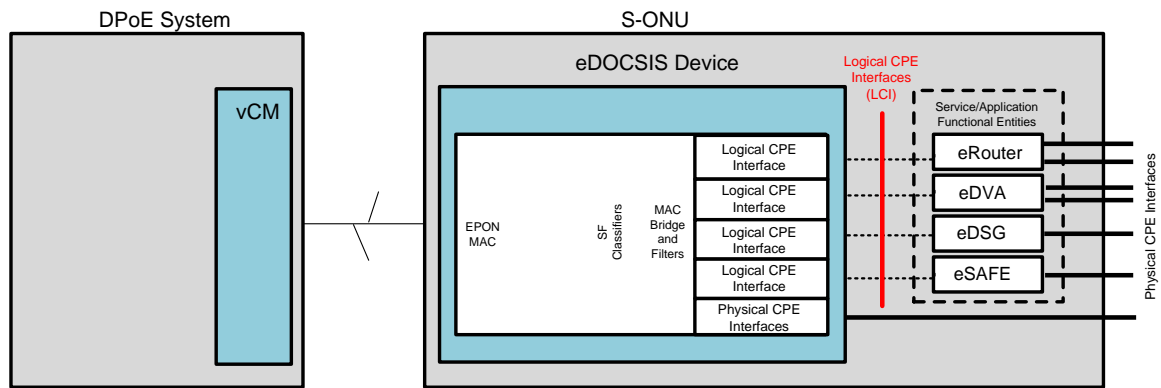 DPoE System
S-ONU
vCM
eDOCSIS Device
EPON
MAC
SF
Classifiers
MAC
Bridge
and
Filters
Logical CPE
Interface
Logical CPE
Interface
Logical CPE
Interface
Logical CPE
Interface
Physical CPE
Interfaces
Logical CPE
Interfaces
(LCI)
Service/Application
Functional Entities
eRouter
eDVA
eDSG
eSAFE
Physical CPE Interfaces